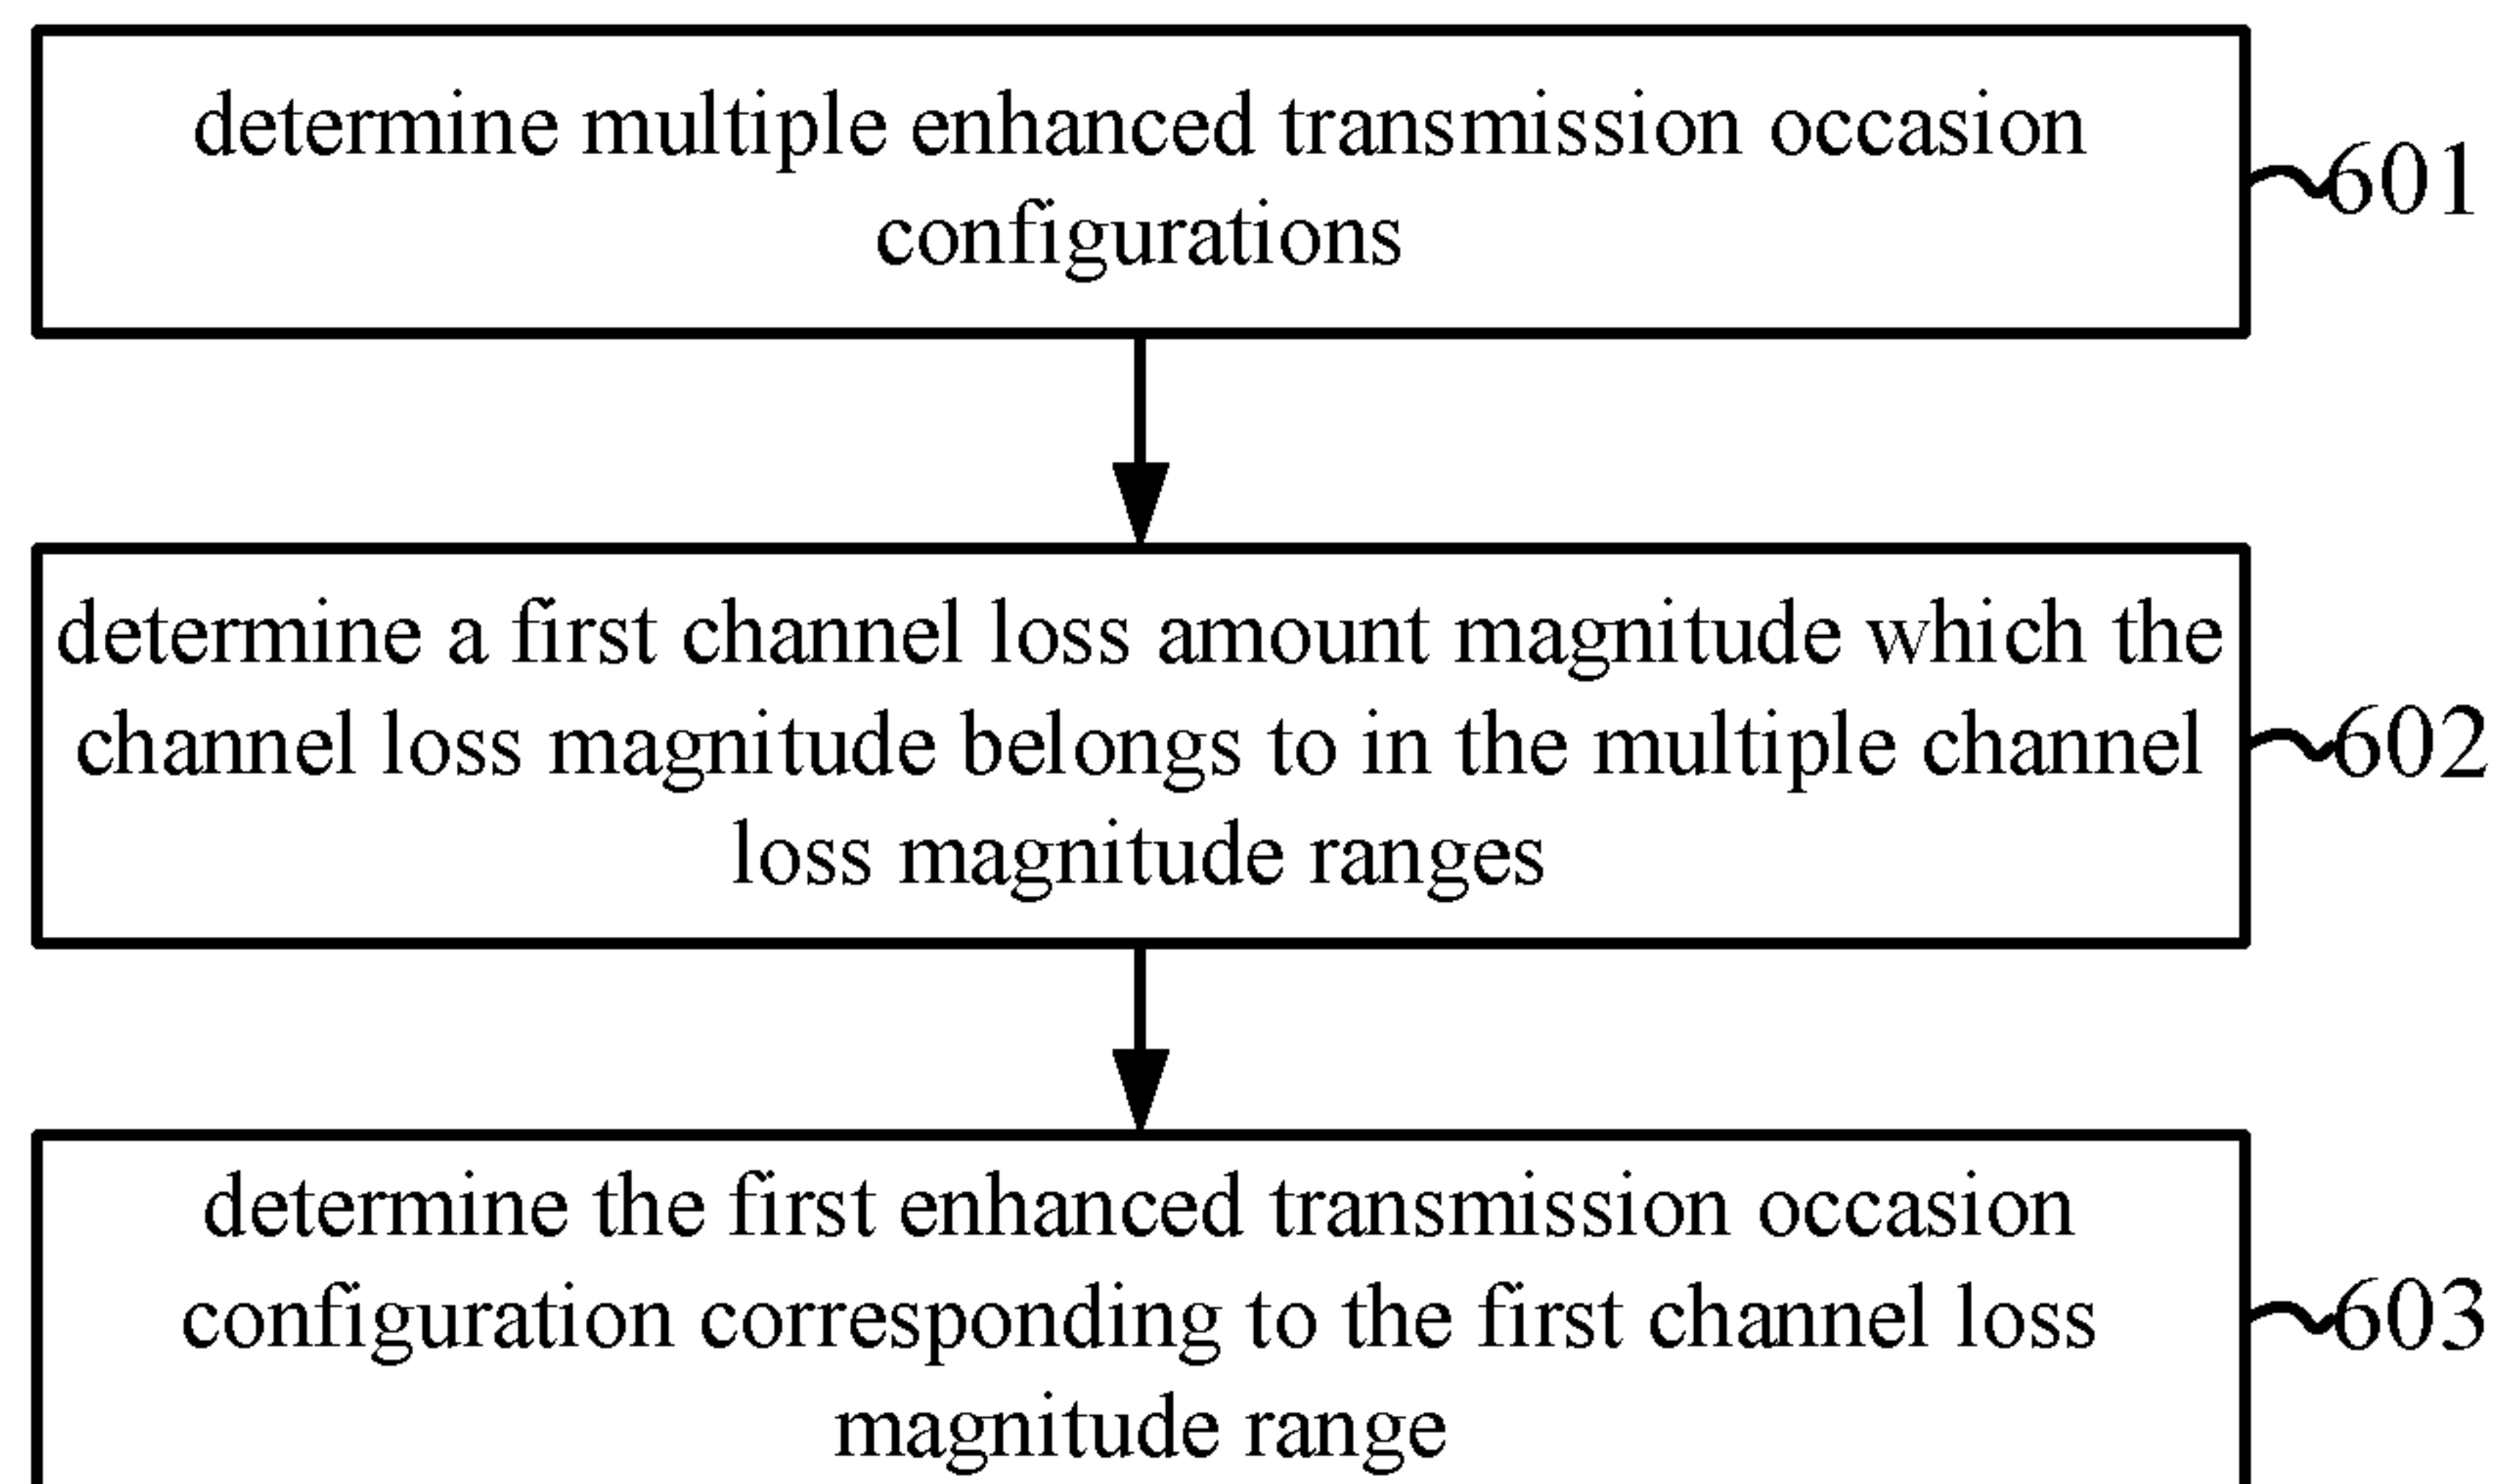 determine multiple enhanced transmission occasion
configurations
601
determine a first channel loss amount magnitude which the
channel loss magnitude belongs to in the multiple channel
loss magnitude ranges
602
determine the first enhanced transmission occasion
configuration corresponding to the first channel loss
magnitude range
603